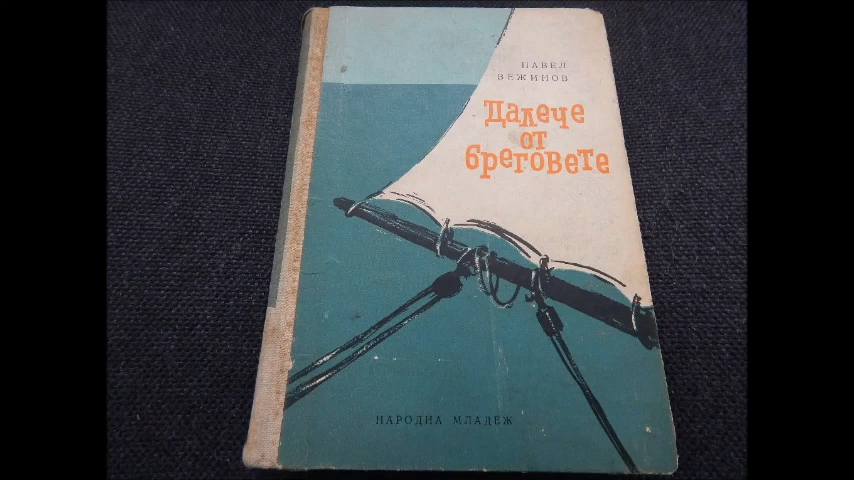 ПАВЕЛ
ВЕЖИНОВ
Далече
от
бреговете
НАРОДНА МЛАДЕЖ